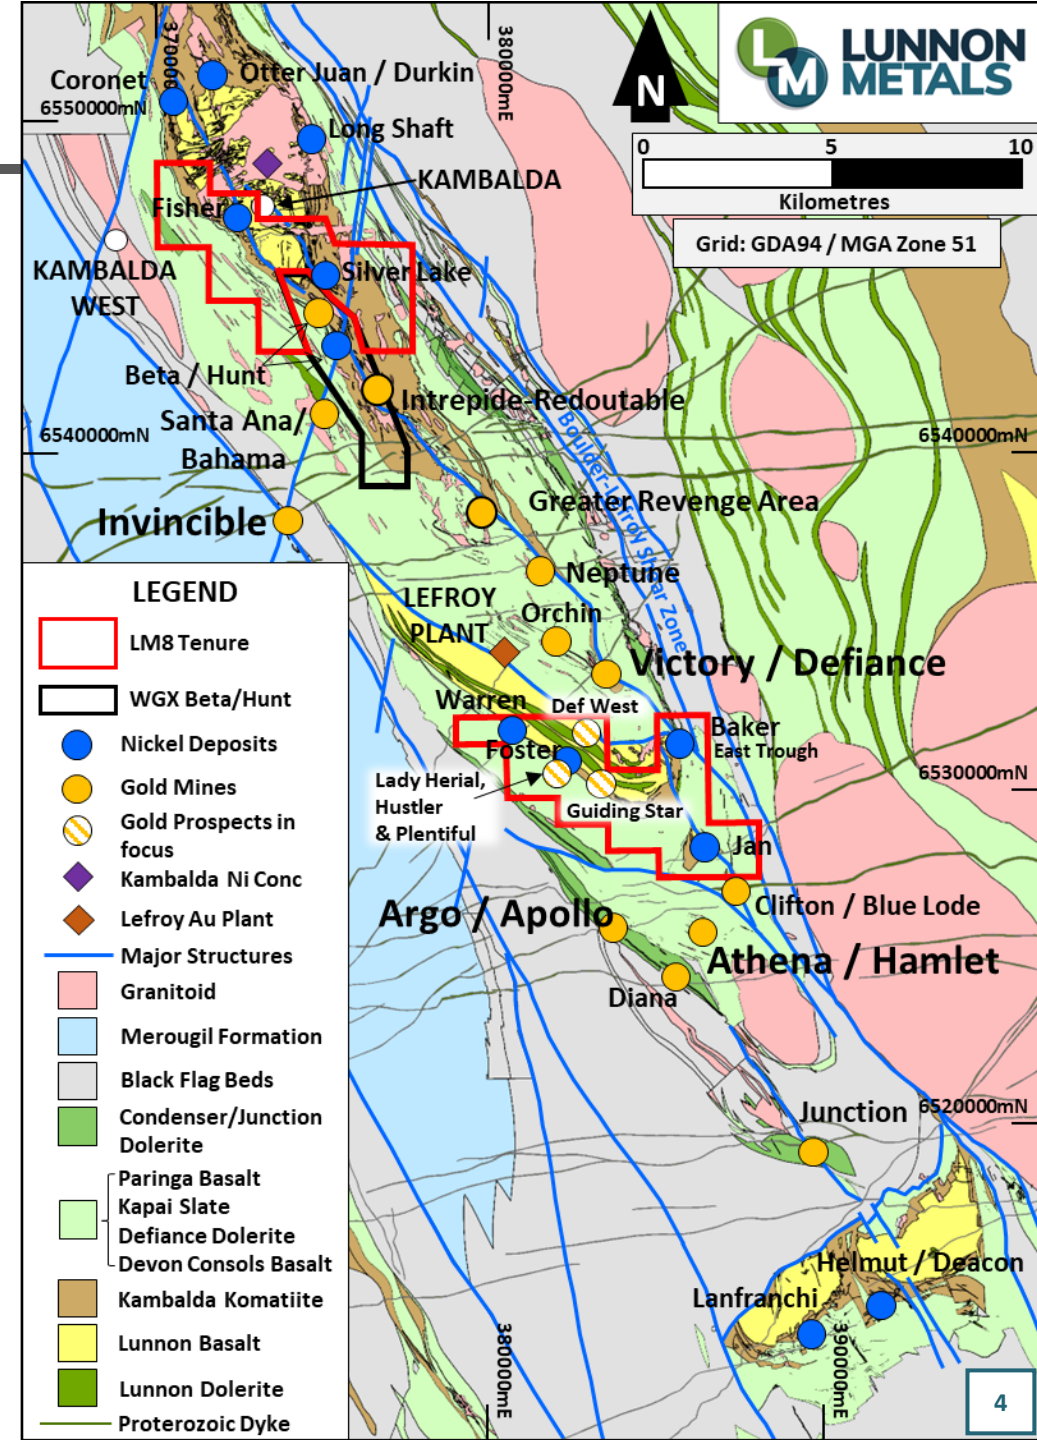 370000
Coronet
Otter Juan / Durkin
6550000mN
380000mE
N
LM
LUNNON
METALS
Long Shaft
0 5 10
Kilometres
KAMBALDA
Fisher
Grid: GDA94 / MGA Zone 51
KAMBALDA
WEST
Silver Lake
Beta / Hunt
Intrepide-Redoutable
Santa Ana/
Bahama
6540000mN
6540000mN
Boulder-Lefroy Shear Zone
Greater Revenge Area
Invincible
Neptune
LEFROY
PLANT
Orchin
Victory / Defiance
Warren
Def West
Baker
East Trough
Foster
Lady Herial,
Hustler
& Plentiful
6530000mN
Guiding Star
Jan
Argo / Apollo
Clifton / Blue Lode
Athena / Hamlet
Diana
Junction
6520000mN
Helmut / Deacon
Lanfranchi
380000mE
390000mE
LEGEND
LM8 Tenure
WGX Beta/Hunt
Nickel Deposits
Gold Mines
Gold Prospects in
focus
Kambalda Ni Conc
Lefroy Au Plant
Major Structures
Granitoid
Merougil Formation
Black Flag Beds
Condenser/Junction
Dolerite
Paringa Basalt
Kapai Slate
Defiance Dolerite
Devon Consols Basalt
Kambalda Komatiite
Lunnon Basalt
Lunnon Dolerite
Proterozoic Dyke
4